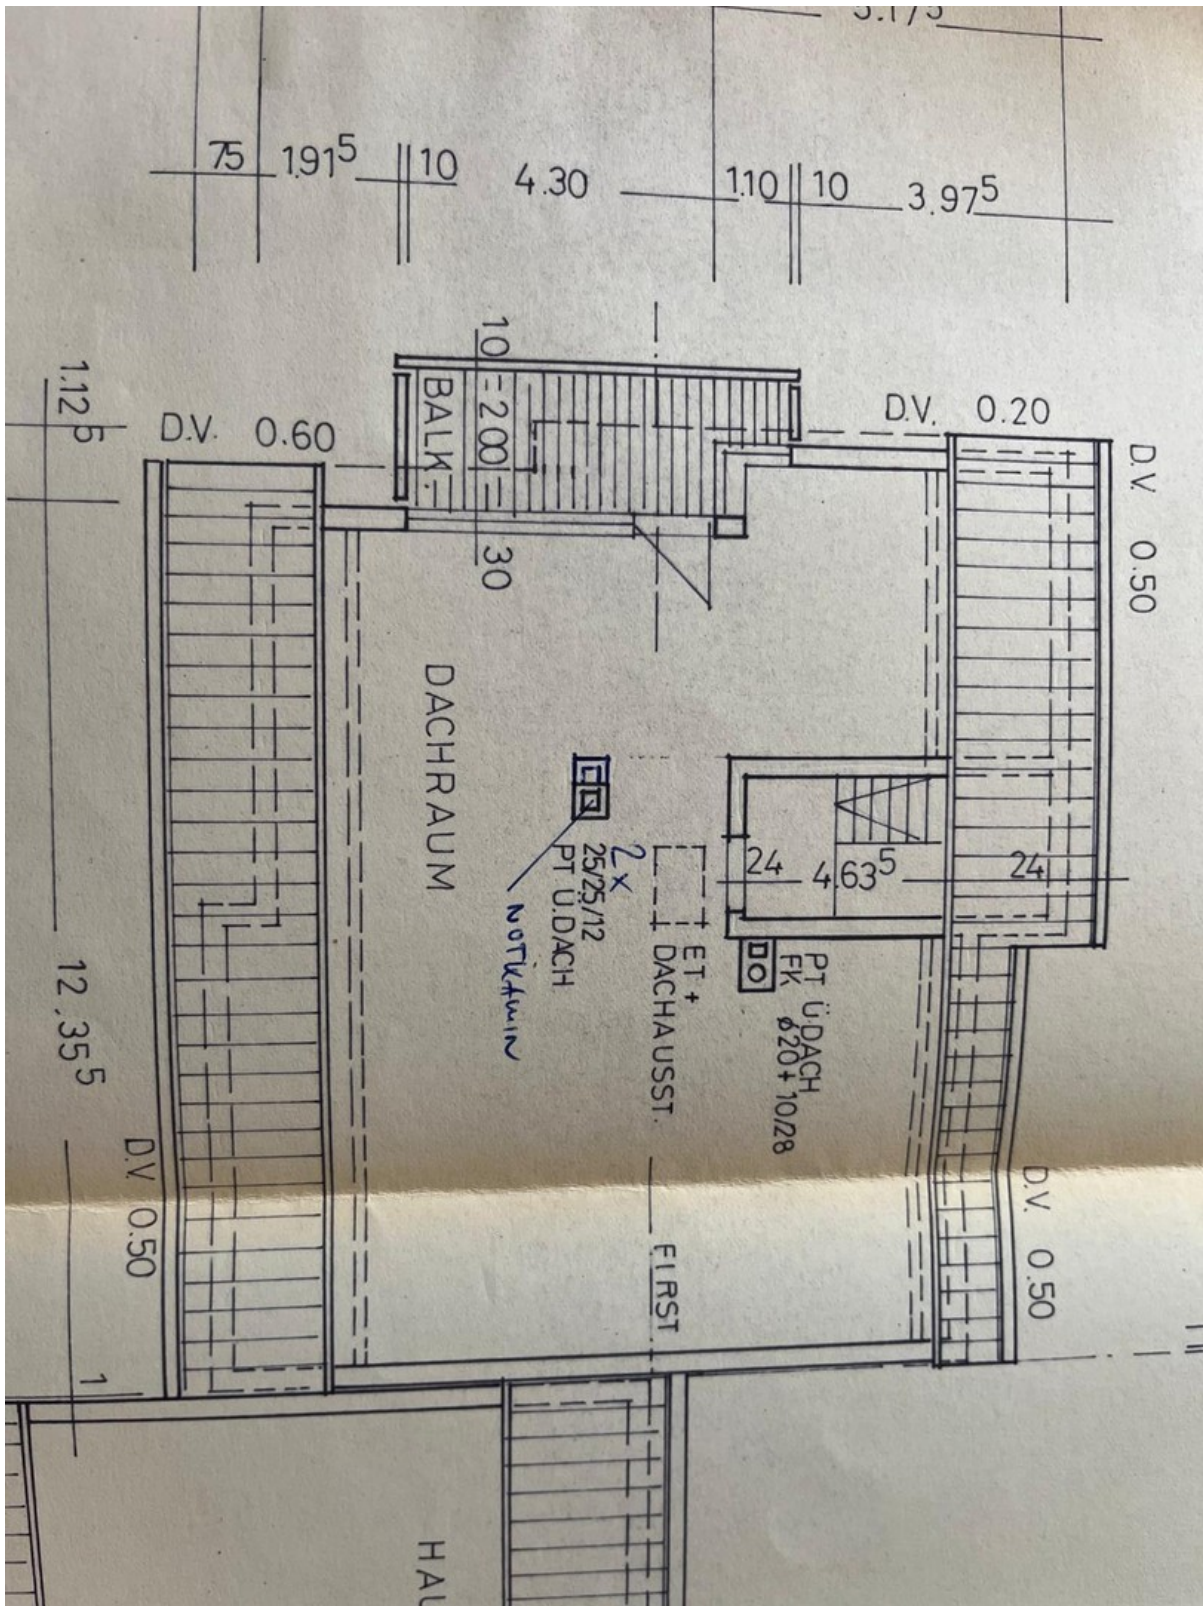 5.175
75 1.91⁵ 10 4.30 1.10 10 3.97⁵
D.V. 0.60
D.V. 0.20
D.V. 0.50
1.12⁵
12,35⁵
1
10 2.00 30
BALK.
DACHRAUM
2x
25/25/12
PT Ü.DACH
NOTKAMIN
ET +
DACHAUSST.
24 4.63⁵ 24
PT Ü.DACH
FK ø20 + 10/28
FIRST
D.V. 0.50
D.V. 0.50
HAU